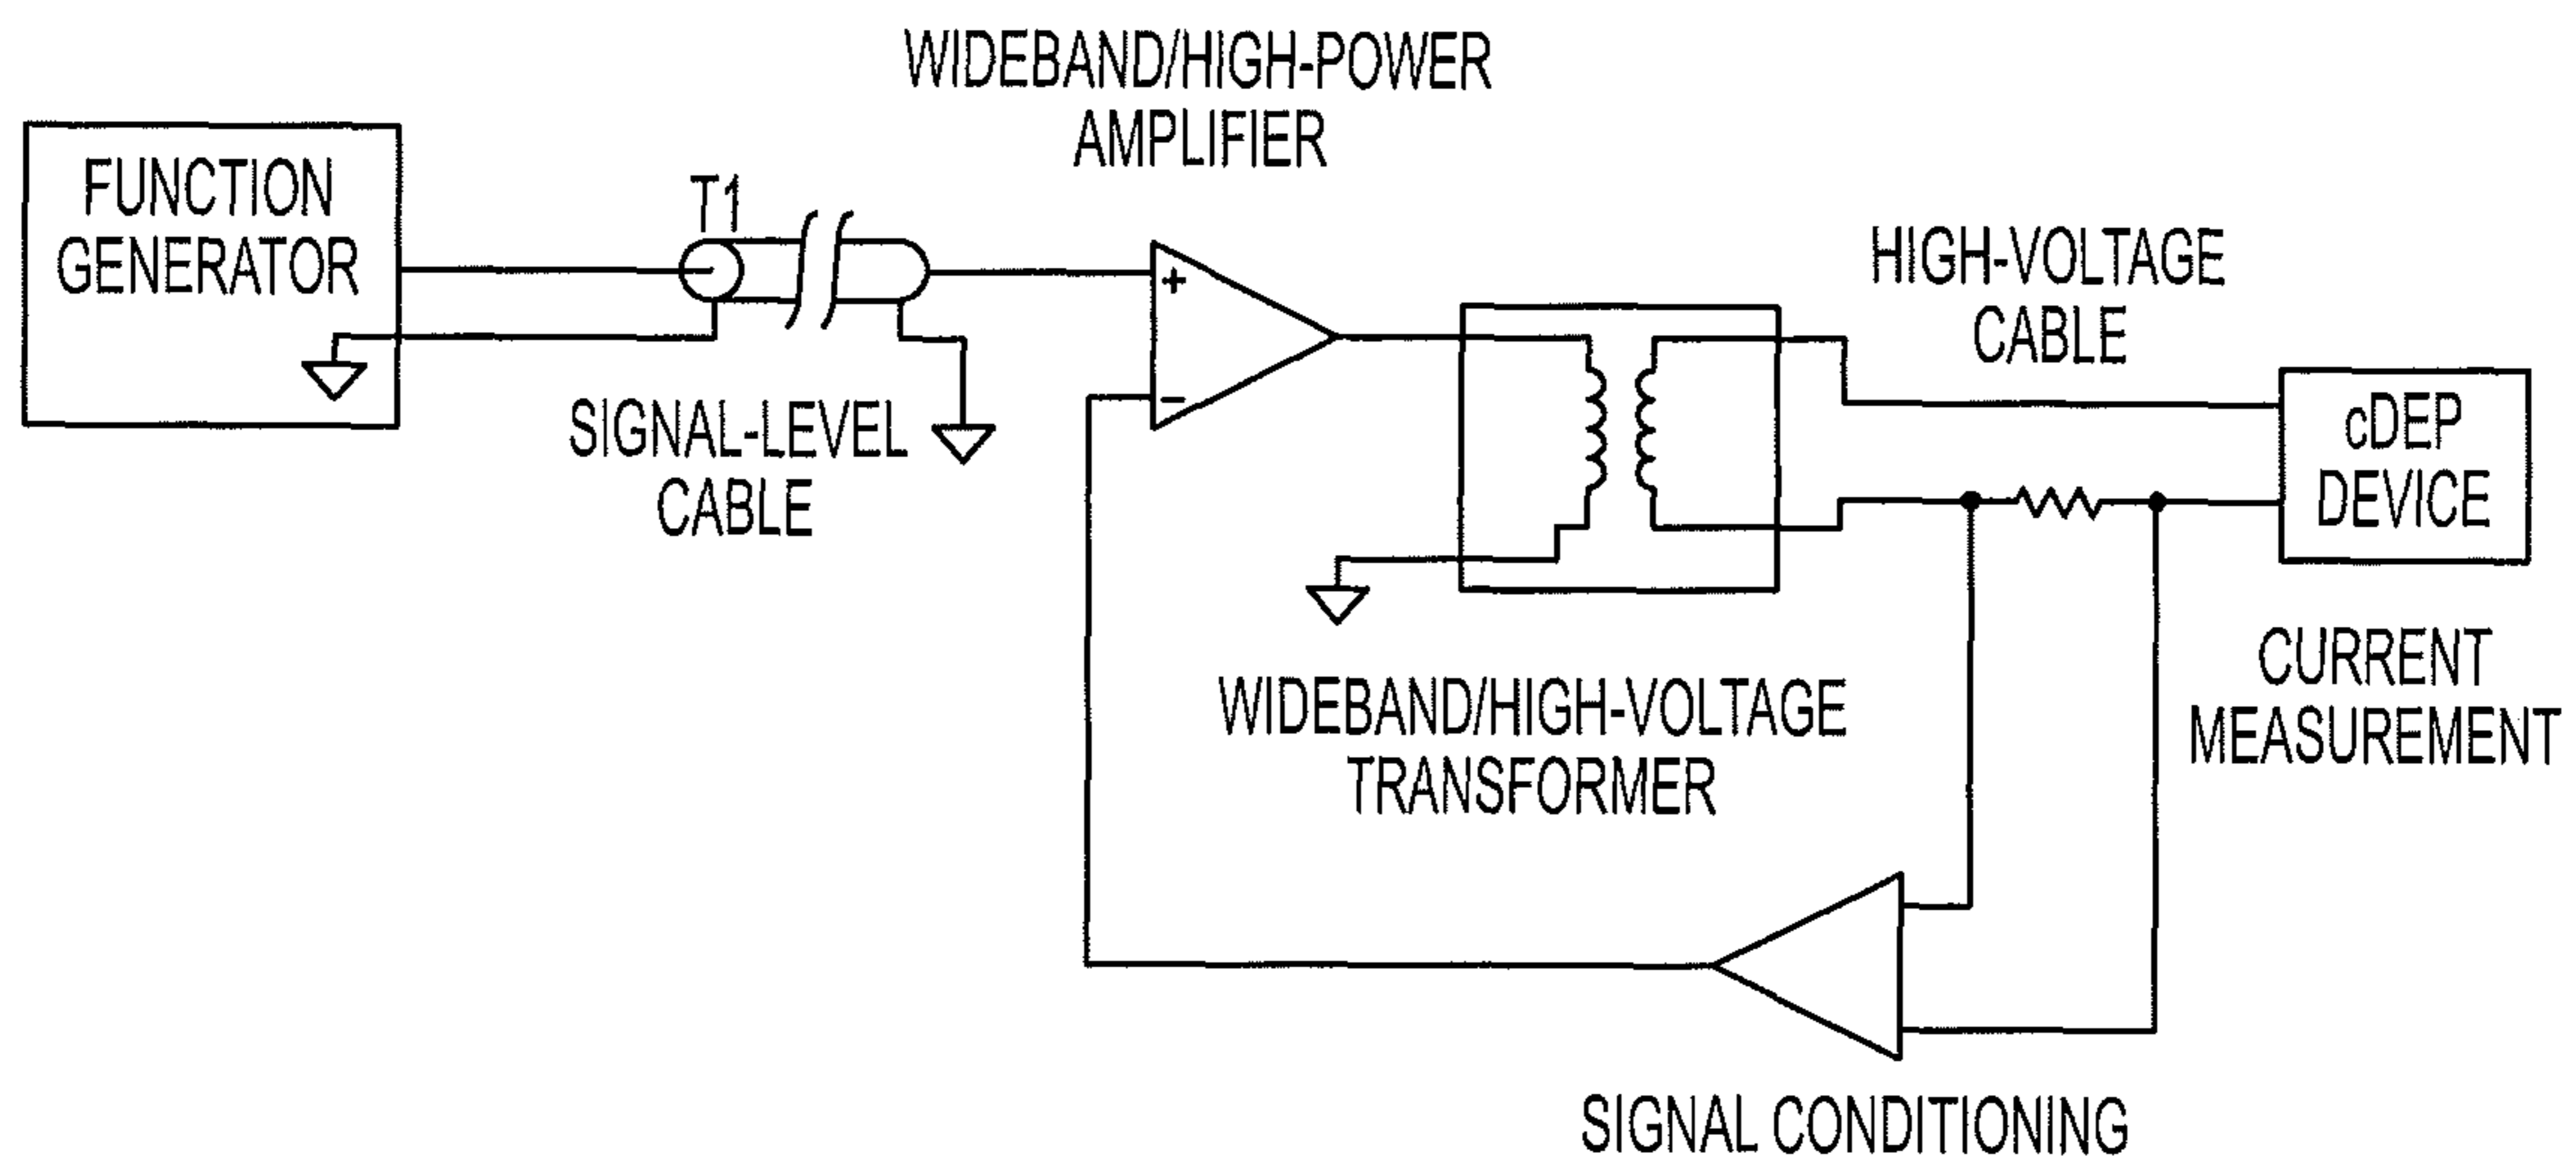 WIDEBAND/HIGH-POWER
AMPLIFIER
FUNCTION
GENERATOR
T1
SIGNAL-LEVEL
CABLE
+
−
HIGH-VOLTAGE
CABLE
cDEP
DEVICE
CURRENT
MEASUREMENT
WIDEBAND/HIGH-VOLTAGE
TRANSFORMER
SIGNAL CONDITIONING